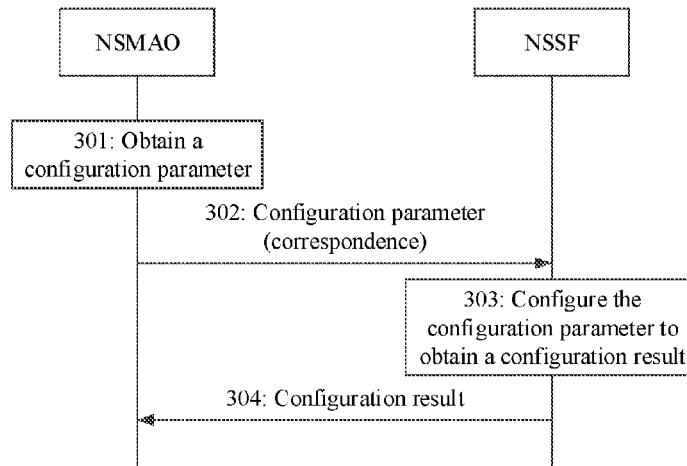 NSMAO
NSSF
301: Obtain a
configuration parameter
302: Configuration parameter
(correspondence)
303: Configure the
configuration parameter to
obtain a configuration result
304: Configuration result